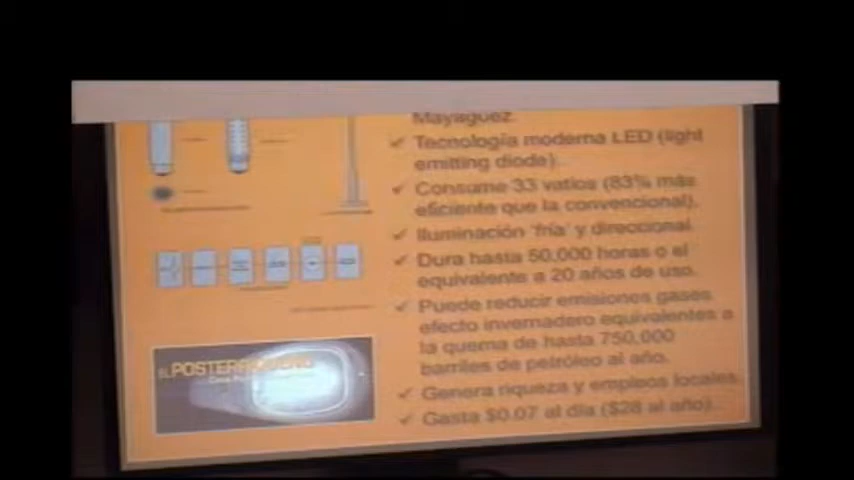 Mayagüez.
✓ Tecnología moderna LED (light
emitting diode).
✓ Consume 33 vatios (83% más
eficiente que la convencional).
✓ Iluminación 'fría' y direccional
✓ Dura hasta 50,000 horas o el
equivalente a 20 años de uso.
✓ Puede reducir emisiones gases
efecto invernadero equivalentes a
la quema de hasta 750,000
barriles de petróleo al año.
✓ Genera riqueza y empleos locales
✓ Gasta $0.07 al día ($28 al año).
EL